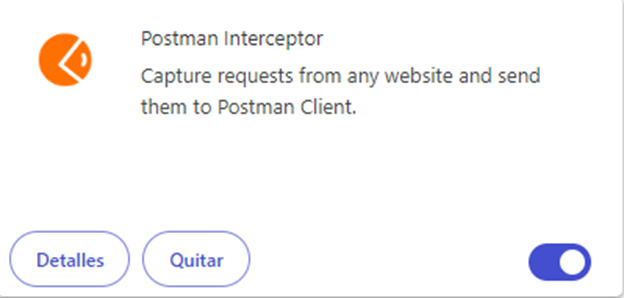 Postman Interceptor
Capture requests from any website and send
them to Postman Client.
Detalles
Quitar